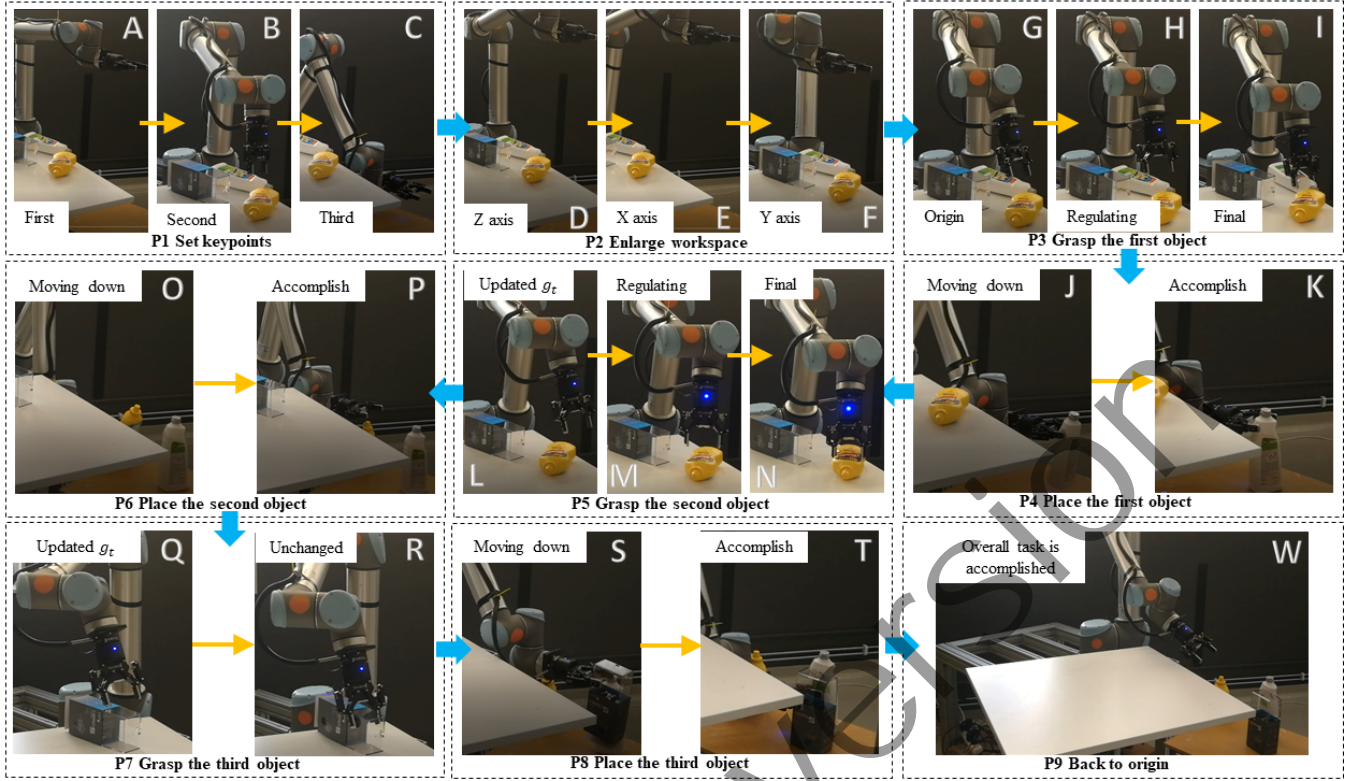 A
B
C
First
Second
Third
P1 Set keypoints
D
E
F
Z axis
X axis
Y axis
P2 Enlarge workspace
G
H
I
Origin
Regulating
Final
P3 Grasp the first object
Moving down
J
Accomplish
K
P4 Place the first object
Updated g_t
Regulating
Final
L
M
N
P5 Grasp the second object
Moving down
O
Accomplish
P
P6 Place the second object
Updated g_t
Q
Unchanged
R
P7 Grasp the third object
Moving down
S
Accomplish
T
P8 Place the third object
Overall task is
accomplished
W
P9 Back to origin
version